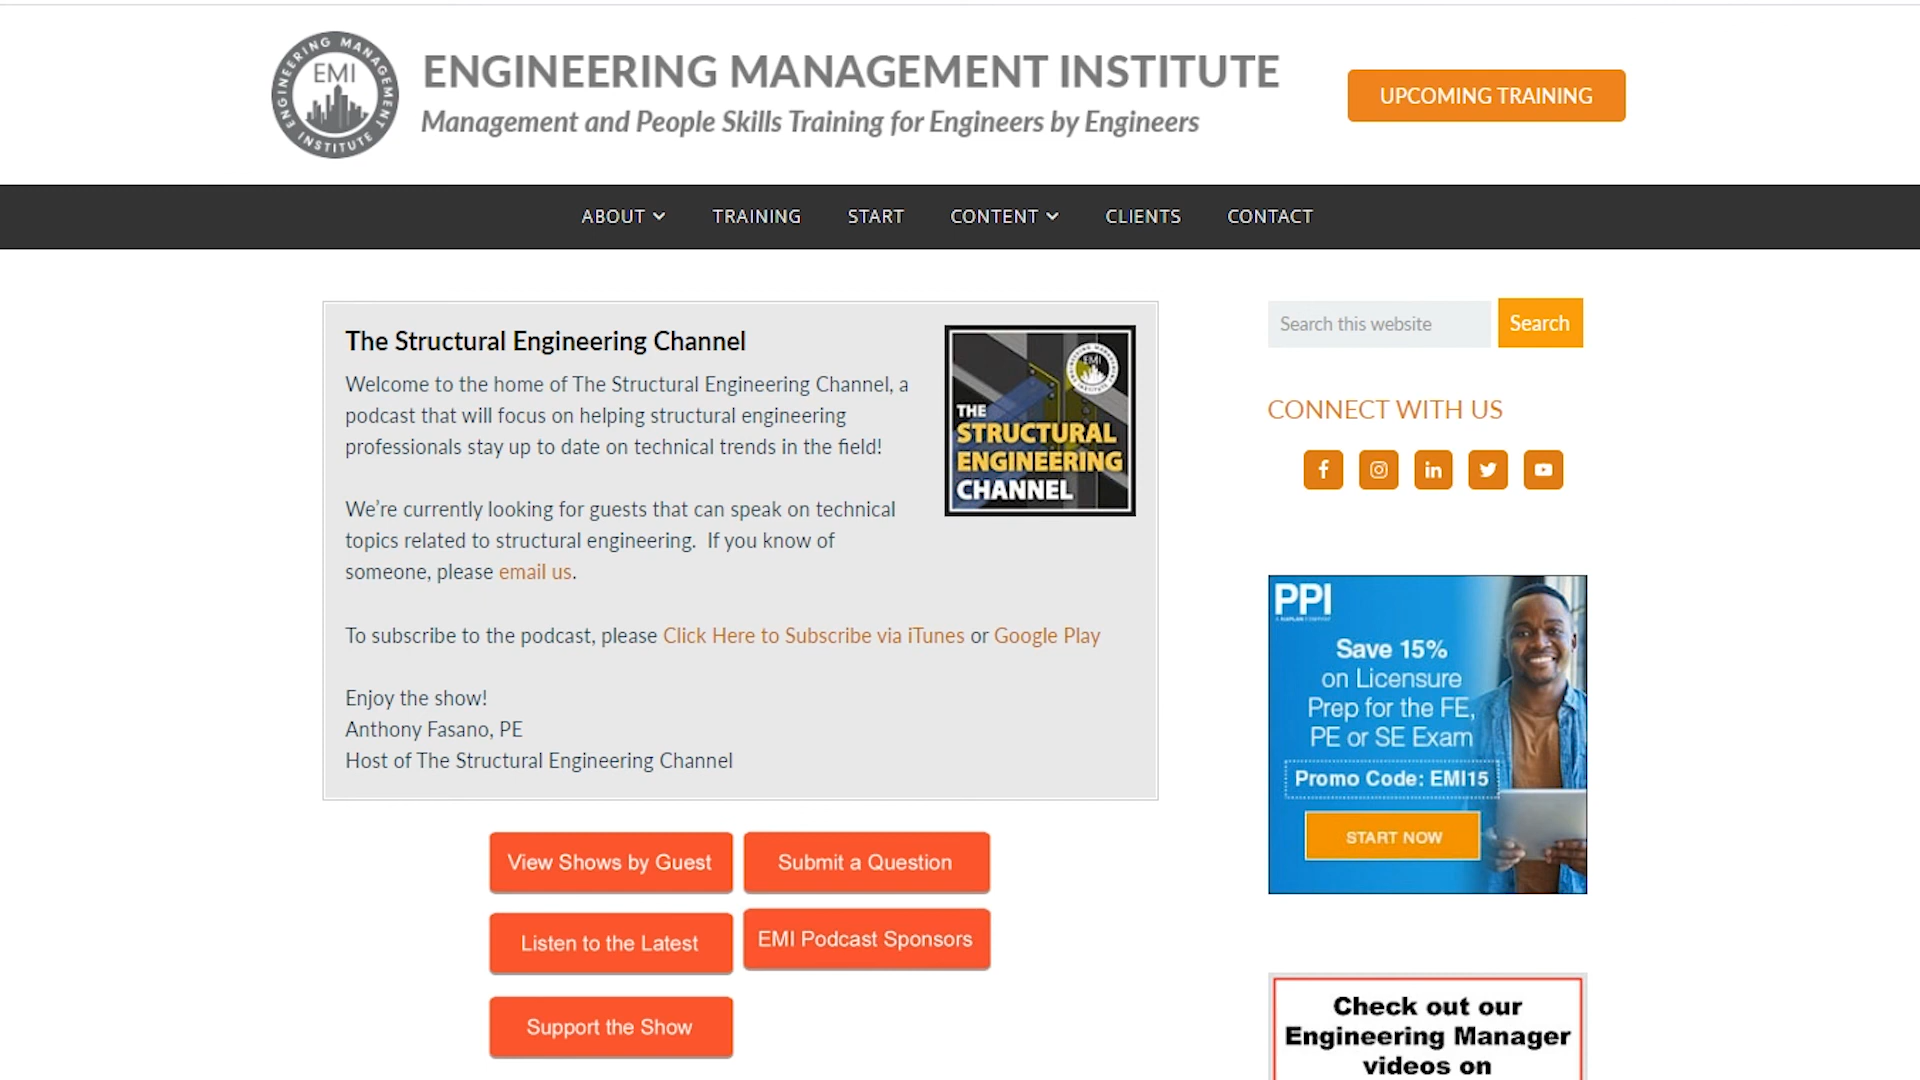 ENGINEERING MANAGEMENT INSTITUTE
EMI
ENGINEERING MANAGEMENT INSTITUTE
Management and People Skills Training for Engineers by Engineers
UPCOMING TRAINING
ABOUT
TRAINING
START
CONTENT
CLIENTS
CONTACT
The Structural Engineering Channel
Welcome to the home of The Structural Engineering Channel, a
podcast that will focus on helping structural engineering
professionals stay up to date on technical trends in the field!
We’re currently looking for guests that can speak on technical
topics related to structural engineering.  If you know of
someone, please email us.
To subscribe to the podcast, please Click Here to Subscribe via iTunes or Google Play
Enjoy the show!
Anthony Fasano, PE
Host of The Structural Engineering Channel
EMI
THE
STRUCTURAL
ENGINEERING
CHANNEL
View Shows by Guest
Submit a Question
Listen to the Latest
EMI Podcast Sponsors
Support the Show
Search this website
Search
CONNECT WITH US
f
in
PPI
Save 15%
on Licensure
Prep for the FE,
PE or SE Exam
Promo Code: EMI15
START NOW
Check out our
Engineering Manager
videos on